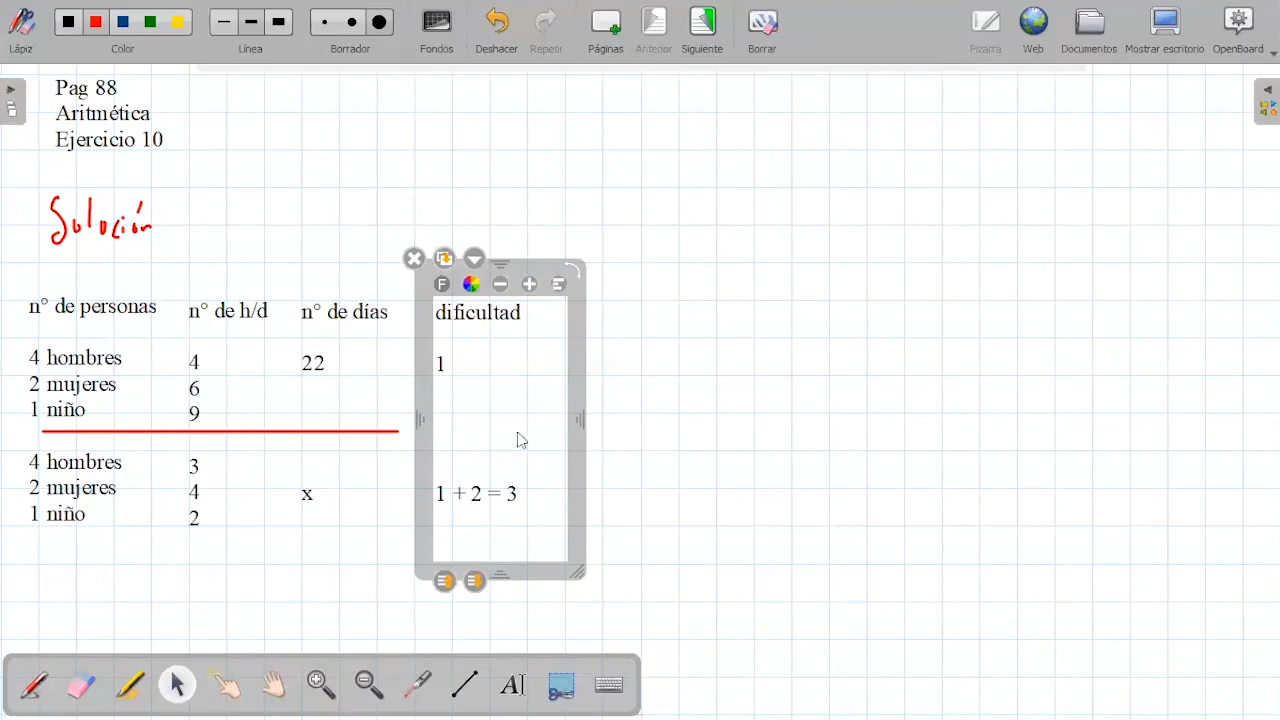 Lápiz
Color
Línea
Borrador
Fondos
Deshacer
Repetir
Páginas
Anterior
Siguiente
Borrar
Pizarra
Web
Documentos
Mostrar escritorio
OpenBoard
Pag 88
Aritmética
Ejercicio 10
Solución
n° de personas n° de h/d n° de días dificultad
4 hombres 4 22 1
2 mujeres 6
1 niño 9
4 hombres 3
2 mujeres 4 x 1 + 2 = 3
1 niño 2